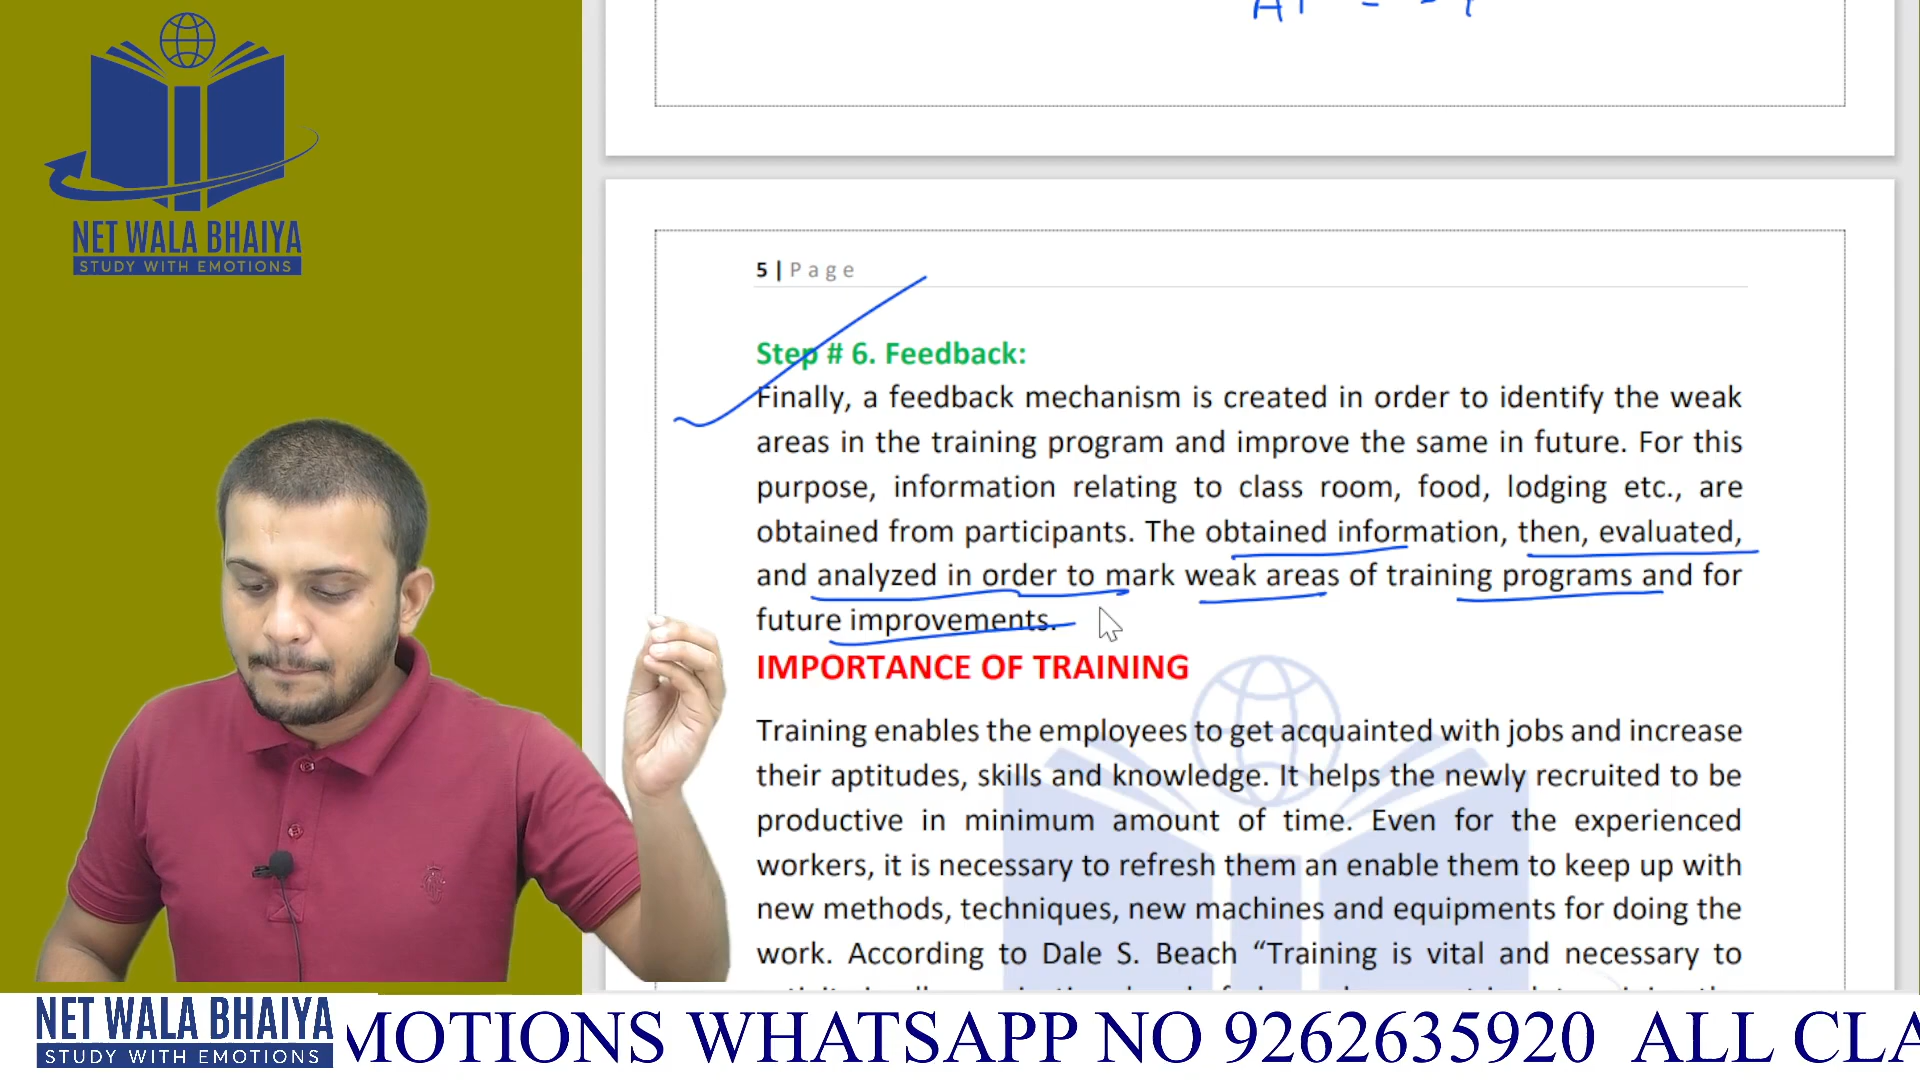 NET WALA BHAIYA
STUDY WITH EMOTIONS
5 | Page
Step # 6. Feedback:
Finally, a feedback mechanism is created in order to identify the weak
areas in the training program and improve the same in future. For this
purpose, information relating to class room, food, lodging etc., are
obtained from participants. The obtained information, then, evaluated,
and analyzed in order to mark weak areas of training programs and for
future improvements.
IMPORTANCE OF TRAINING
Training enables the employees to get acquainted with jobs and increase
their aptitudes, skills and knowledge. It helps the newly recruited to be
productive in minimum amount of time. Even for the experienced
workers, it is necessary to refresh them an enable them to keep up with
new methods, techniques, new machines and equipments for doing the
work. According to Dale S. Beach “Training is vital and necessary to
NET WALA BHAIYA
STUDY WITH EMOTIONS
MOTIONS WHATSAPP NO 9262635920 ALL CLA